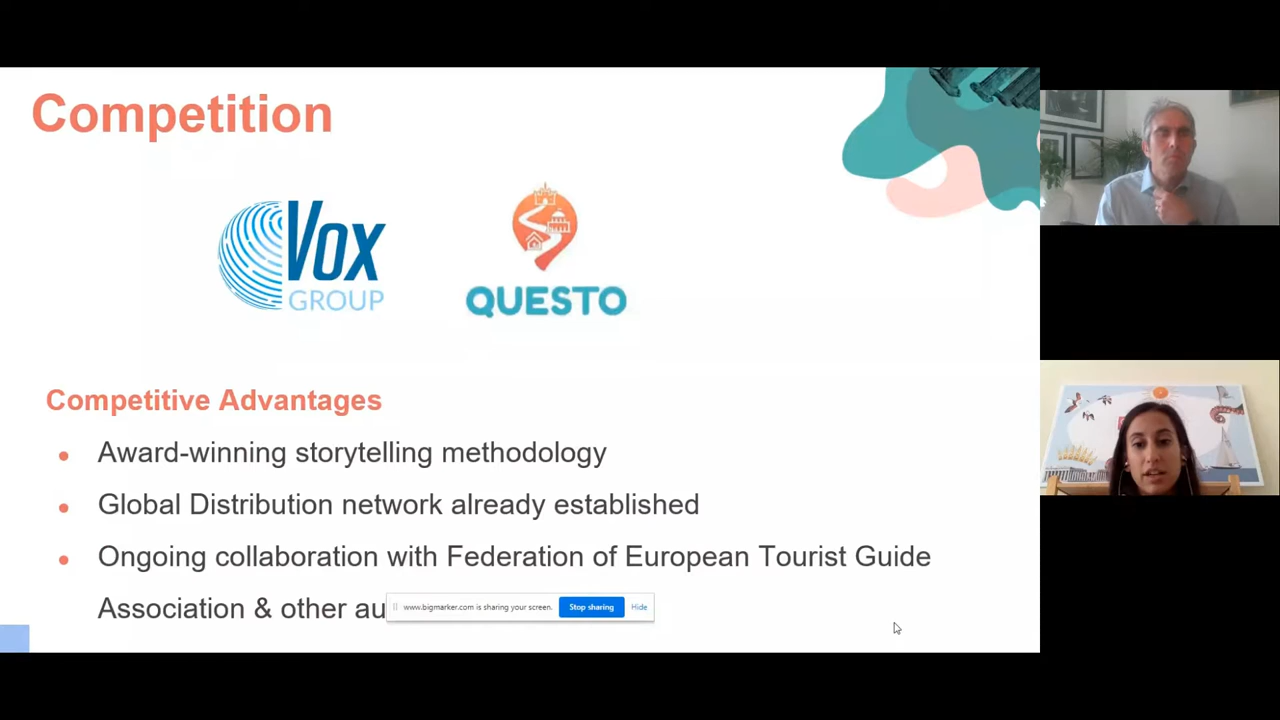 Competition
Vox
GROUP
QUESTO
Competitive Advantages
Award-winning storytelling methodology
Global Distribution network already established
Ongoing collaboration with Federation of European Tourist Guide
Association & other au
www.bigmarker.com is sharing your screen. Stop sharing Hide